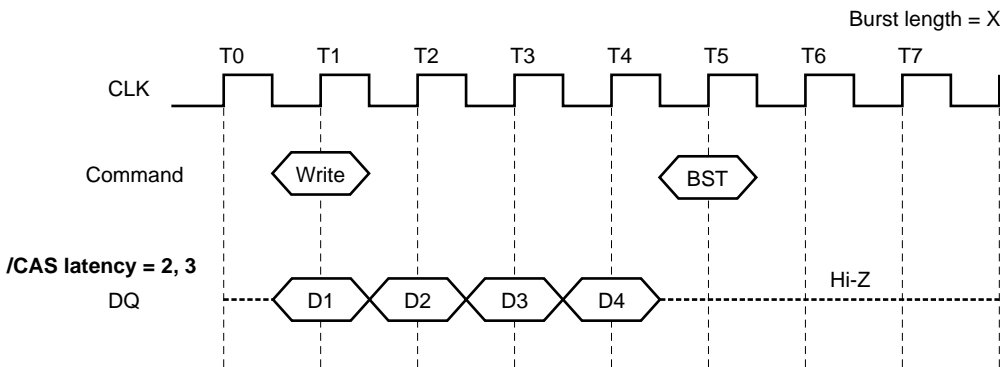 Burst length = X
T0 T1 T2 T3 T4 T5 T6 T7
CLK
Command Write BST
/CAS latency = 2, 3
Hi-Z
DQ D1 D2 D3 D4